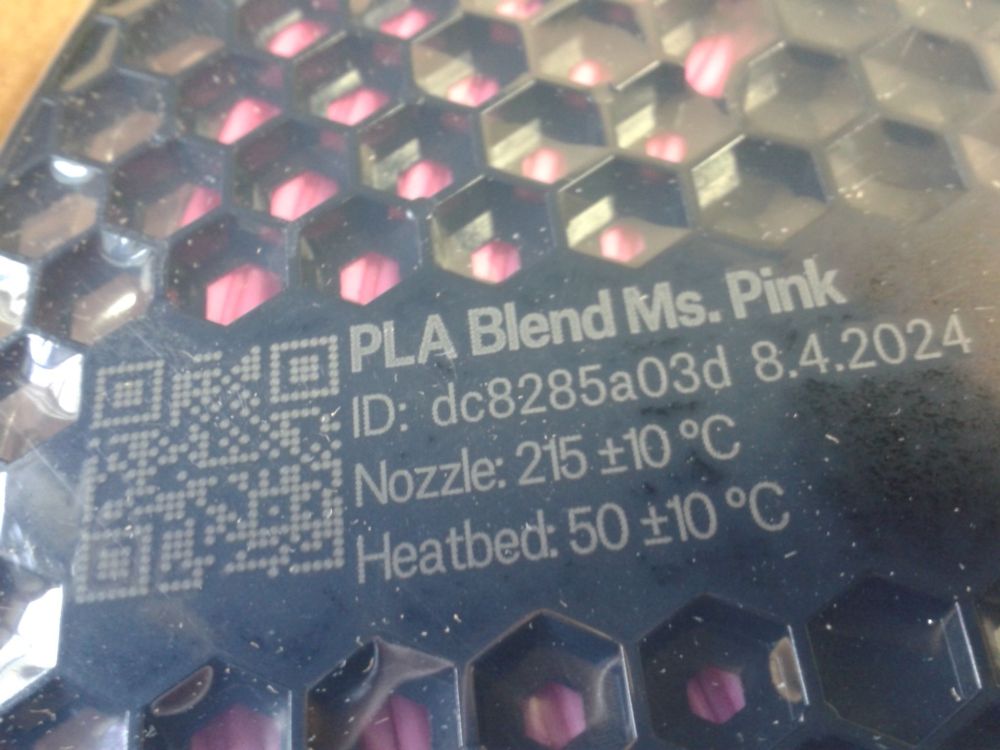 PLA Blend Ms. Pink
ID: dc8285a03d 8.4.2024
Nozzle: 215 ±10 °C
Heatbed: 50 ±10 °C